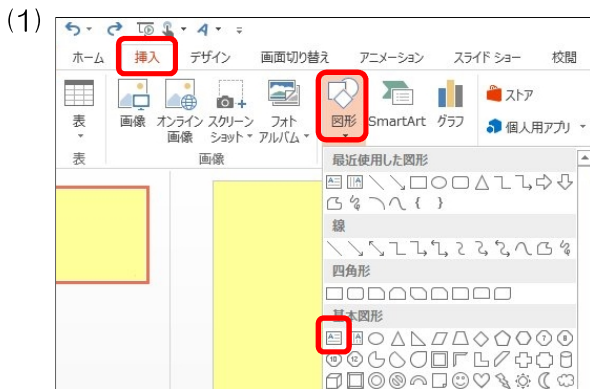 (1)
ホーム 挿入 デザイン 画面切り替え アニメーション スライド ショー 校閲
表 画像 オンライン画像 スクリーンショット フォトアルバム 図形 SmartArt グラフ ストア
個人用アプリ
表 画像
最近使用した図形
線
四角形
基本図形